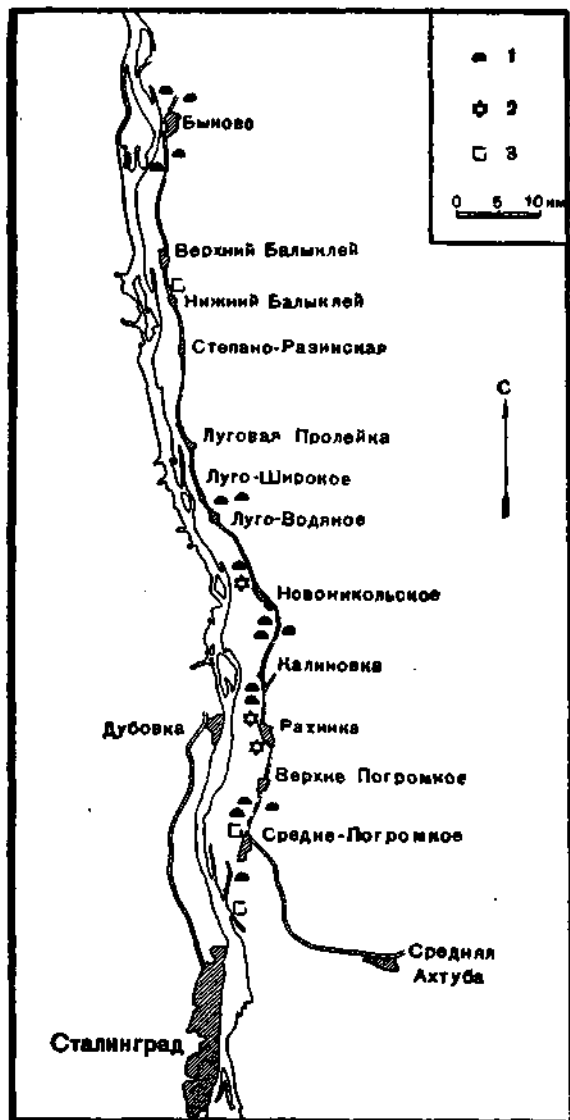 1
2
3
0 5 10 км
Быково
Верхний Балыклей
Нижний Балыклей
Степано-Разинская
С
Луговая Пролейка
Луго-Широкое
Луго-Водяное
Новоникольское
Калиновка
Дубовка
Рахинка
Верхне Погромное
Средне-Погромное
Средняя
Ахтуба
Сталинград